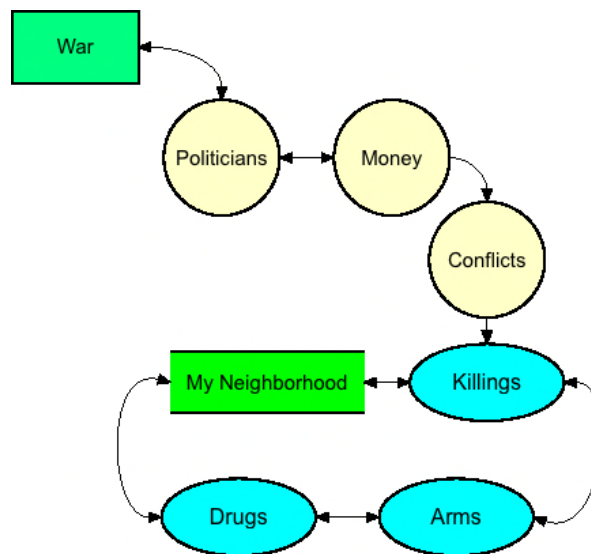 War
Politicians
Money
Conflicts
My Neighborhood
Killings
Drugs
Arms